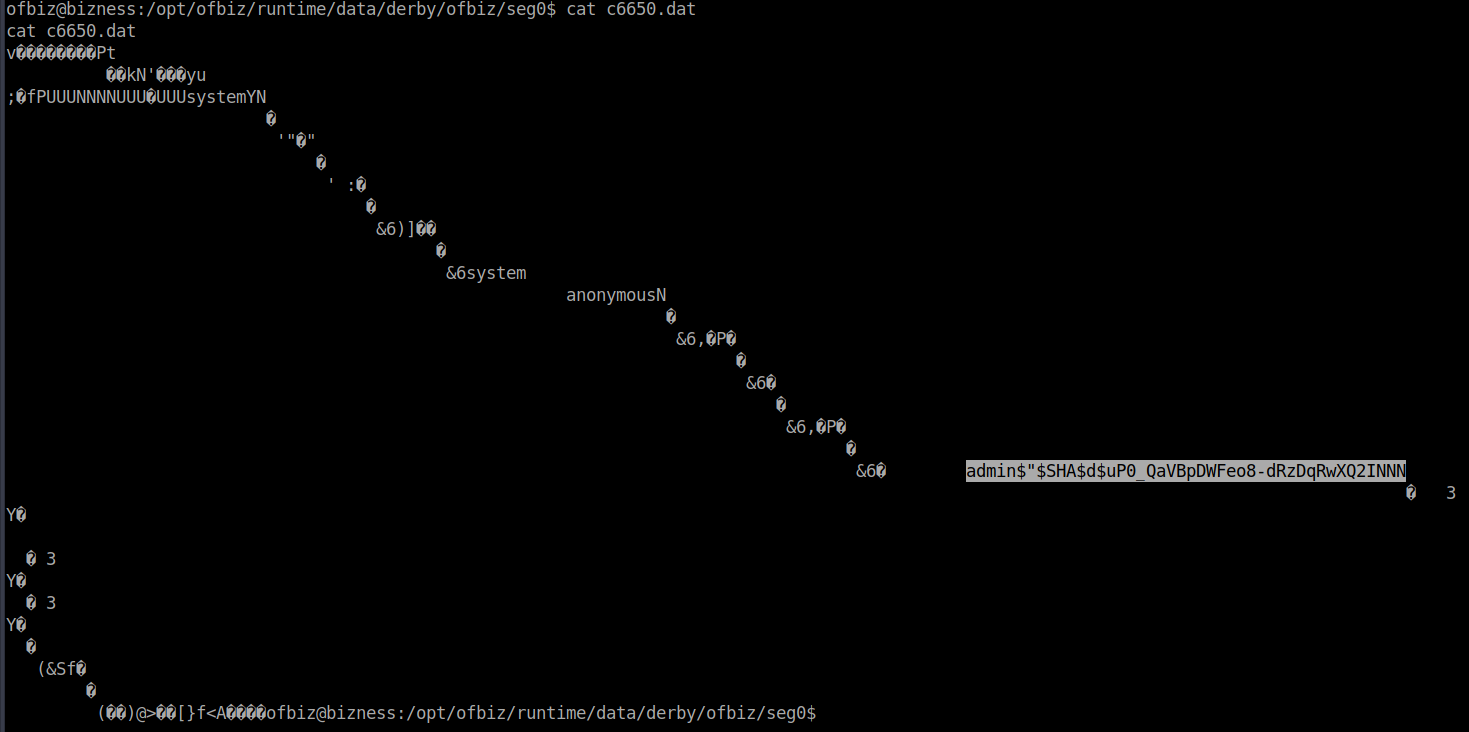 ofbiz@bizness:/opt/ofbiz/runtime/data/derby/ofbiz/seg0$ cat c6650.dat
cat c6650.dat
v����������Pt
��kN'���yu
;�fPUUUNNNNUUU�UUUsystemYN
�
'"�"
�
' :�
�
&6)]��
�
&6system
anonymousN
�
&6,�P�
�
&6�
�
&6,�P�
�
&6� admin$"$SHA$d$uP0_QaVBpDWFeo8-dRzDqRwXQ2INNN
� 3
Y�
� 3
Y�
� 3
Y�
�
(&Sf�
�
(��)@>��[}f<A����ofbiz@bizness:/opt/ofbiz/runtime/data/derby/ofbiz/seg0$